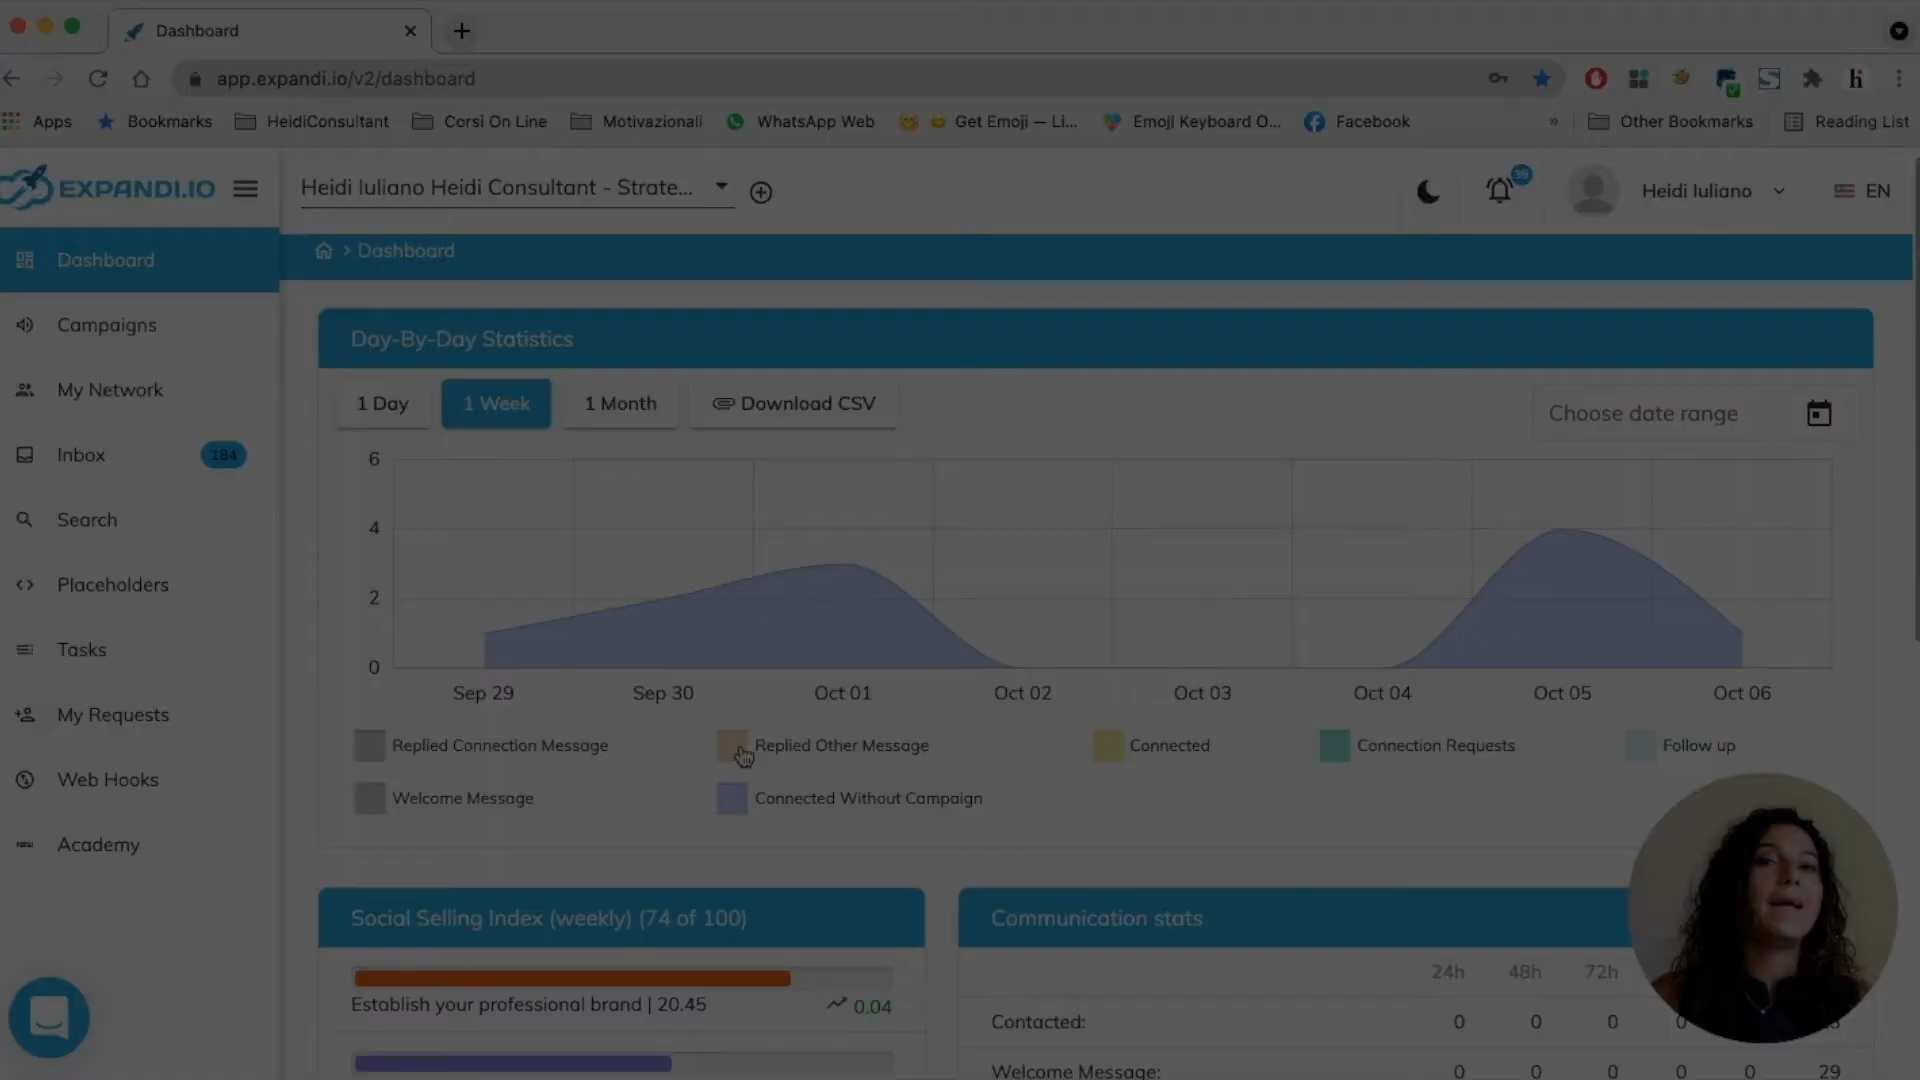 Dashboard
app.expandi.io/v2/dashboard
Apps Bookmarks HeidiConsultant Corsi On Line Motivazionali WhatsApp Web Get Emoji — Li... Emoji Keyboard O... Facebook » Other Bookmarks Reading List
EXPANDI.IO
Heidi Iuliano Heidi Consultant - Strate...
39
Heidi Iuliano
EN
Dashboard
Campaigns
My Network
Inbox 184
Search
Placeholders
Tasks
My Requests
Web Hooks
Academy
> Dashboard
Day-By-Day Statistics
1 Day 1 Week 1 Month Download CSV
Choose date range
6
4
2
0
Sep 29 Sep 30 Oct 01 Oct 02 Oct 03 Oct 04 Oct 05 Oct 06
Replied Connection Message Replied Other Message Connected Connection Requests Follow up
Welcome Message Connected Without Campaign
Social Selling Index (weekly) (74 of 100)
Establish your professional brand | 20.45 0.04
Communication stats
24h 48h 72h
Contacted: 0 0 0 0
Welcome Message: 0 0 0 0 0 29